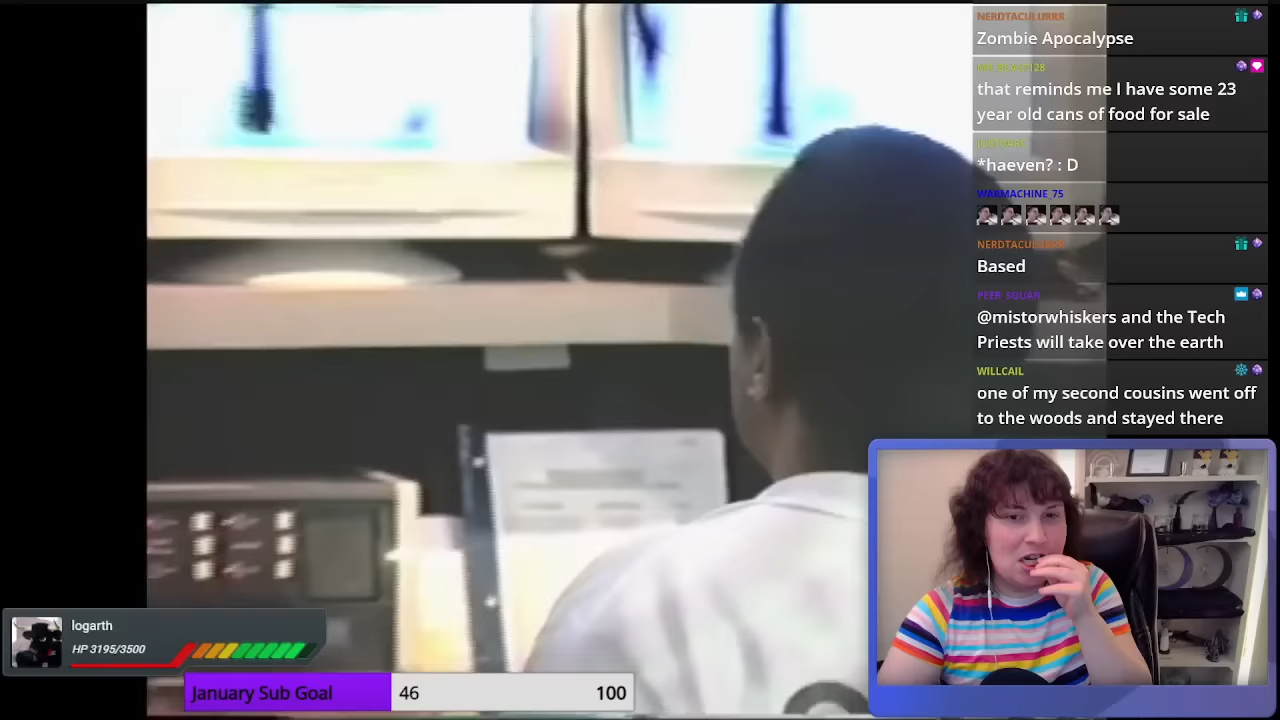 NERDTACULURRR
Zombie Apocalypse
that reminds me I have some 23
year old cans of food for sale
*haeven? : D
WARMACHINE_75
NERDTACULURRR
Based
PEER_SQUAR
@mistorwhiskers and the Tech
Priests will take over the earth
WILLCAIL
one of my second cousins went off
to the woods and stayed there
logarth
HP 3195/3500
January Sub Goal
46
100